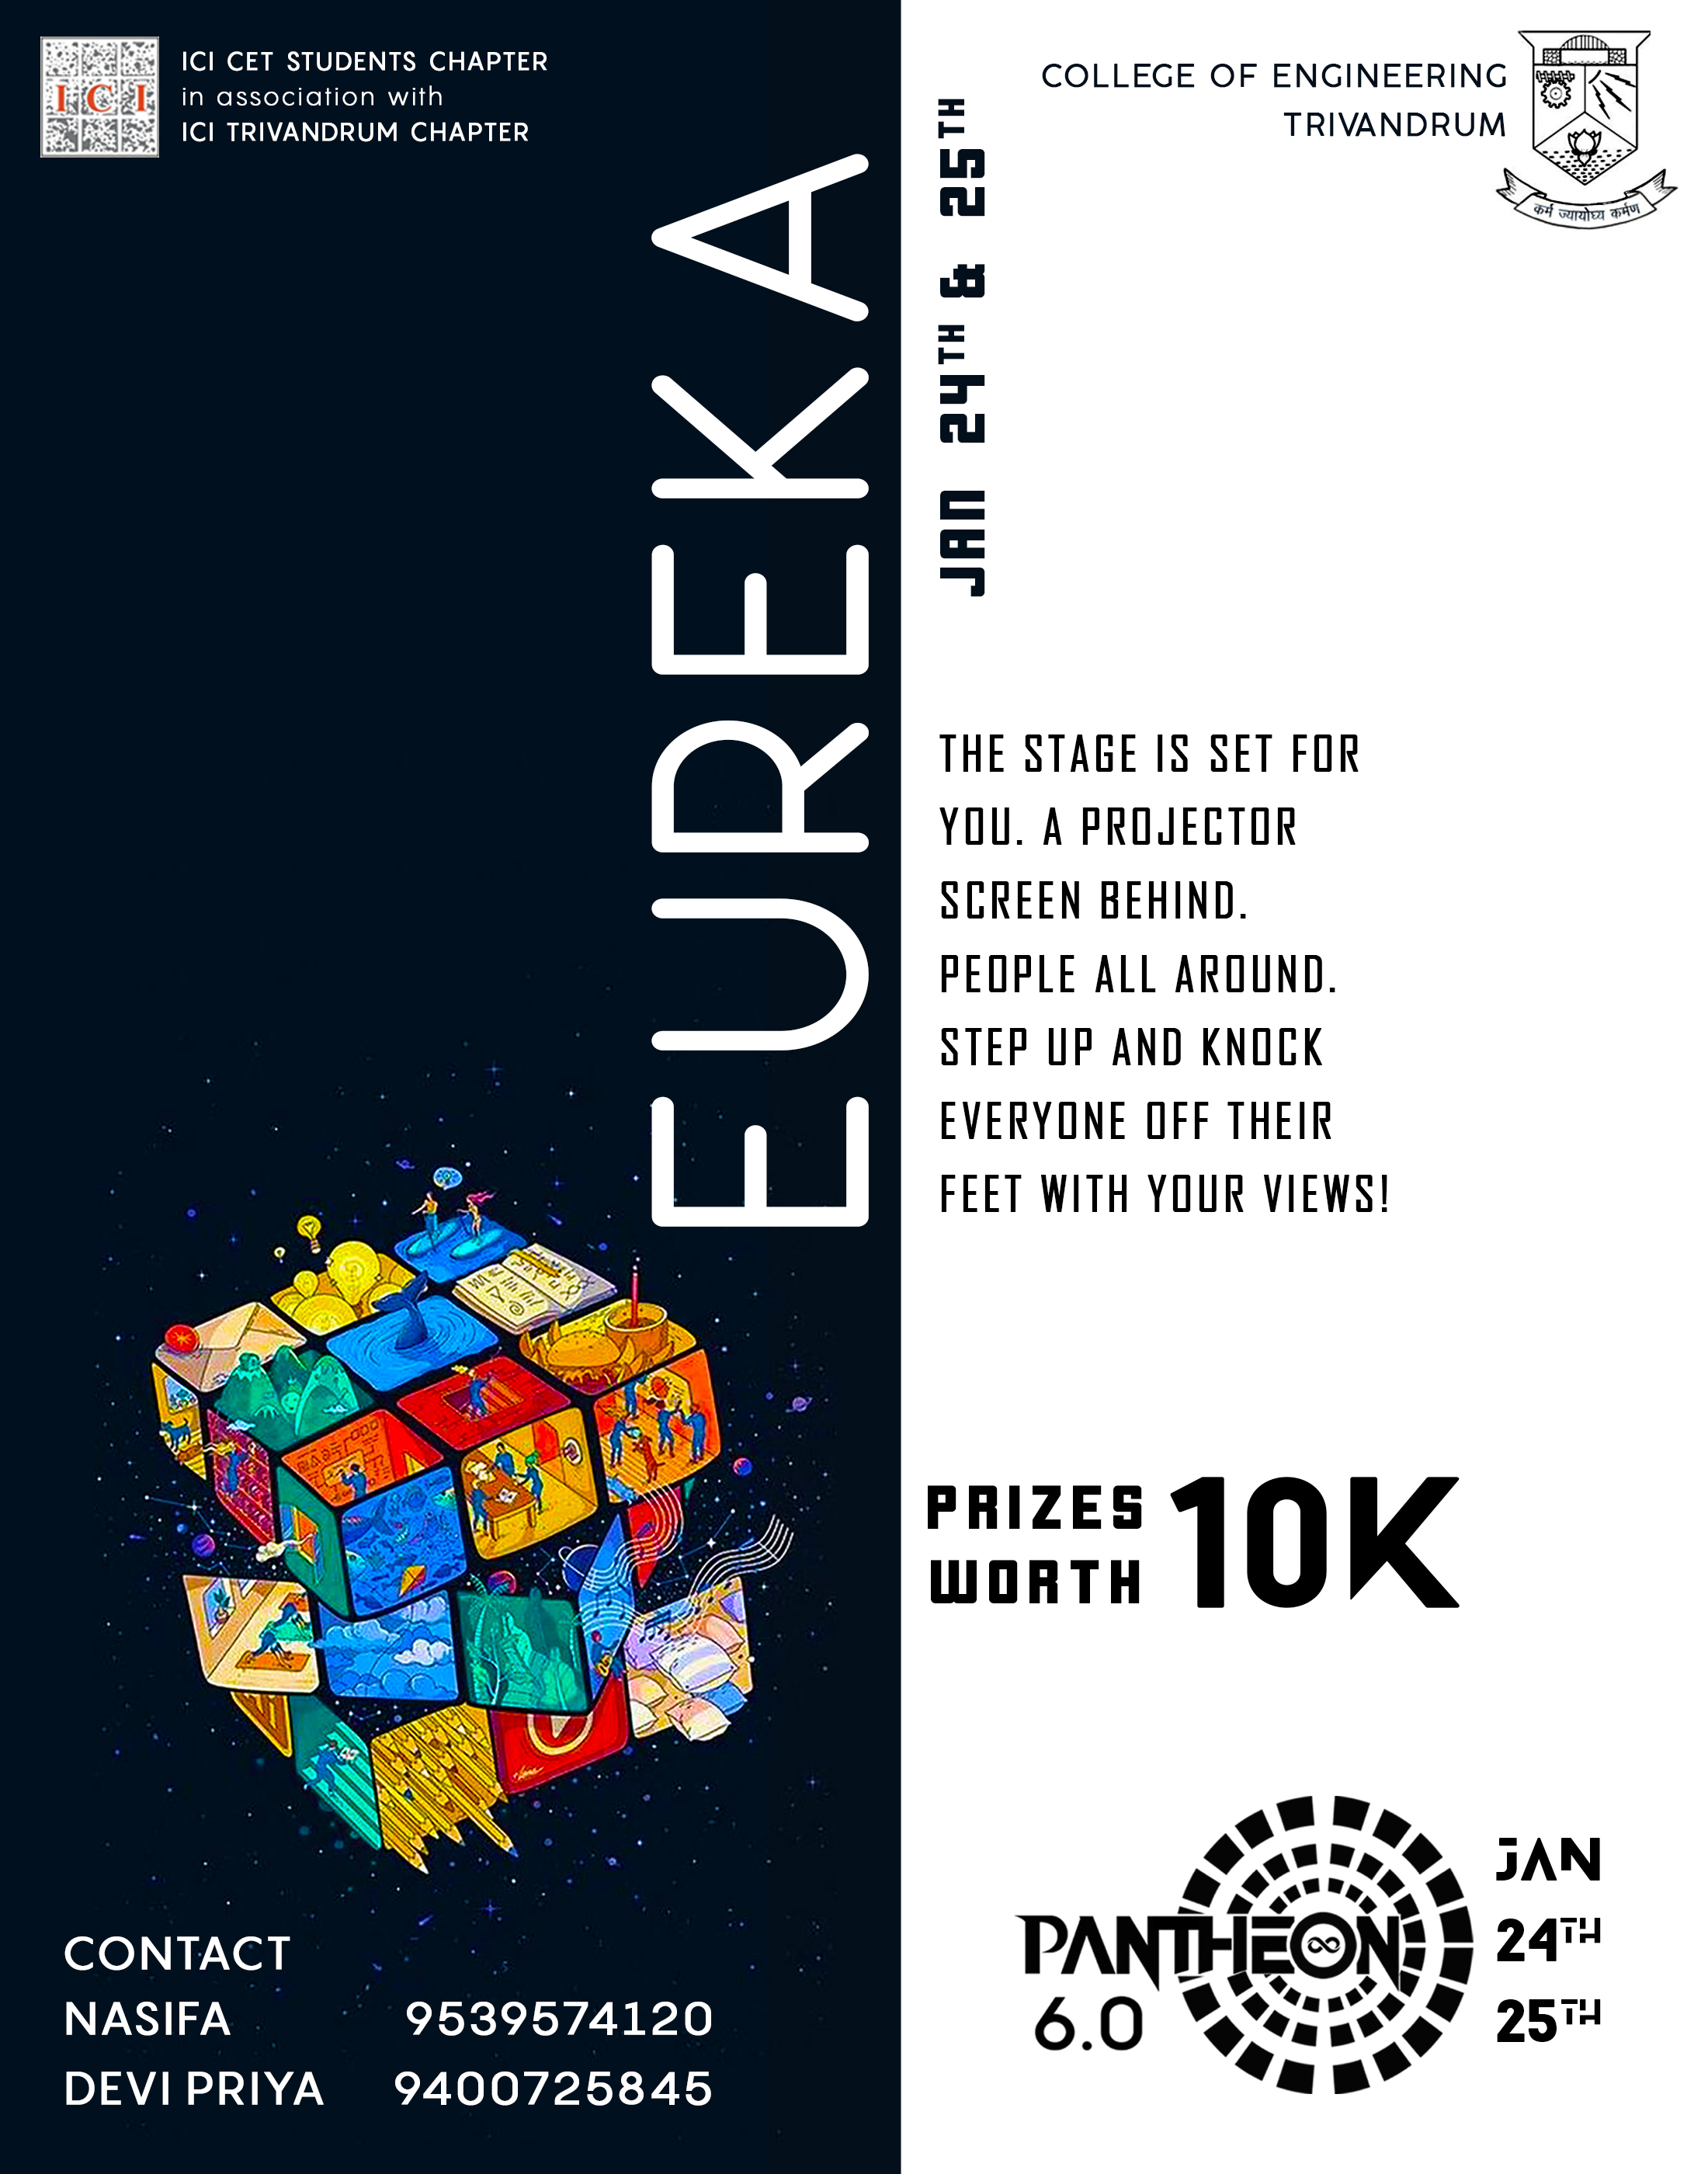 ICI
ICI CET STUDENTS CHAPTER
in association with
ICI TRIVANDRUM CHAPTER
COLLEGE OF ENGINEERING
TRIVANDRUM
कर्म ज्यायोध्य कर्मण
EUREKA
JAN 24TH & 25TH
THE STAGE IS SET FOR
YOU. A PROJECTOR
SCREEN BEHIND.
PEOPLE ALL AROUND.
STEP UP AND KNOCK
EVERYONE OFF THEIR
FEET WITH YOUR VIEWS!
PRIZES
WORTH 10K
PANTHEON
6.0
JAN
24TH
25TH
CONTACT
NASIFA 9539574120
DEVI PRIYA 9400725845